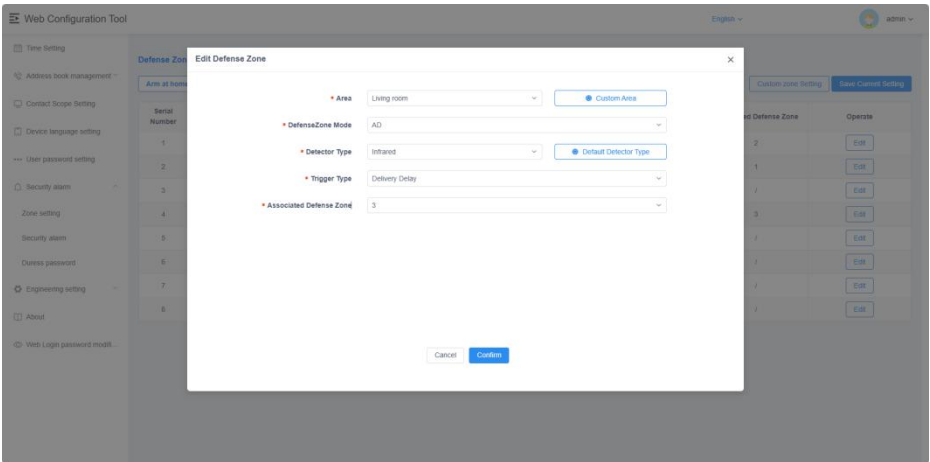 Web Configuration Tool
English
admin
Time Setting
Address book management
Contact Scope Setting
Device language setting
User password setting
Security alarm
Zone setting
Security alarm
Duress password
Engineering setting
About
Web Login password modifi...
Defense Zon
Arm at home
Custom zone Setting
Save Current Setting
Serial Number
ed Defense Zone
Operate
1 2 Edit
2 1 Edit
3 / Edit
4 3 Edit
5 / Edit
6 / Edit
7 / Edit
8 / Edit
Edit Defense Zone
* Area Living room Custom Area
* DefenseZone Mode AD
* Detector Type Infrared Default Detector Type
* Trigger Type Delivery Delay
* Associated Defense Zone 3
Cancel Confirm